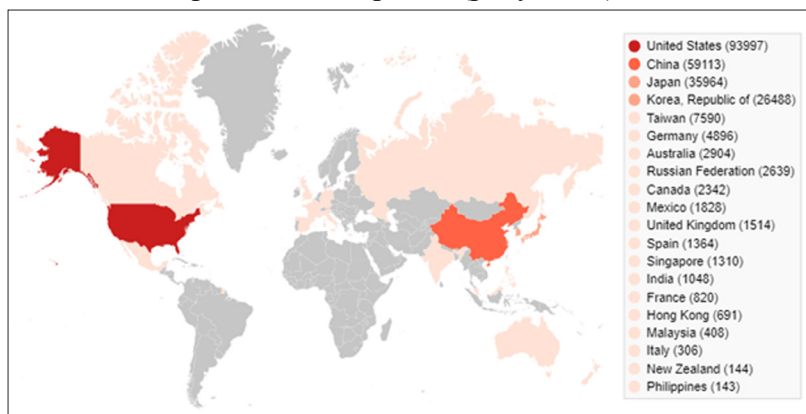 United States (93997)
China (59113)
Japan (35964)
Korea, Republic of (26488)
Taiwan (7590)
Germany (4896)
Australia (2904)
Russian Federation (2639)
Canada (2342)
Mexico (1828)
United Kingdom (1514)
Spain (1364)
Singapore (1310)
India (1048)
France (820)
Hong Kong (691)
Malaysia (408)
Italy (306)
New Zealand (144)
Philippines (143)